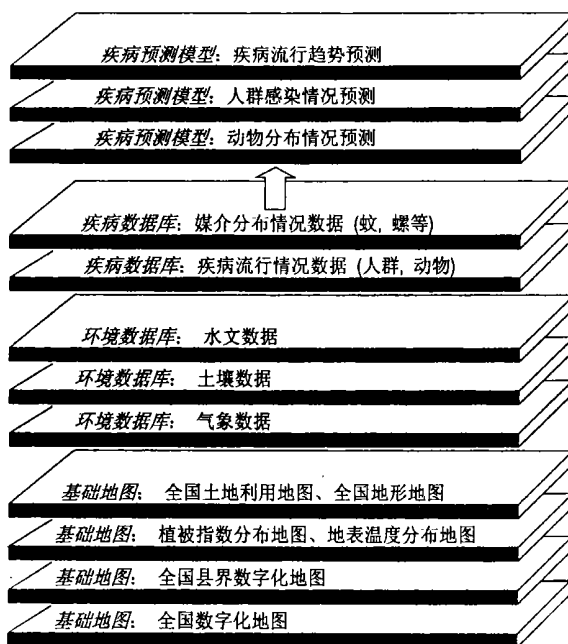 疾病预测模型: 疾病流行趋势预测
疾病预测模型: 人群感染情况预测
疾病预测模型: 动物分布情况预测
疾病数据库: 媒介分布情况数据 (蚊, 螺等)
疾病数据库: 疾病流行情况数据 (人群, 动物)
环境数据库: 水文数据
环境数据库: 土壤数据
环境数据库: 气象数据
基础地图: 全国土地利用地图、全国地形地图
基础地图: 植被指数分布地图、地表温度分布地图
基础地图: 全国县界数字化地图
基础地图: 全国数字化地图